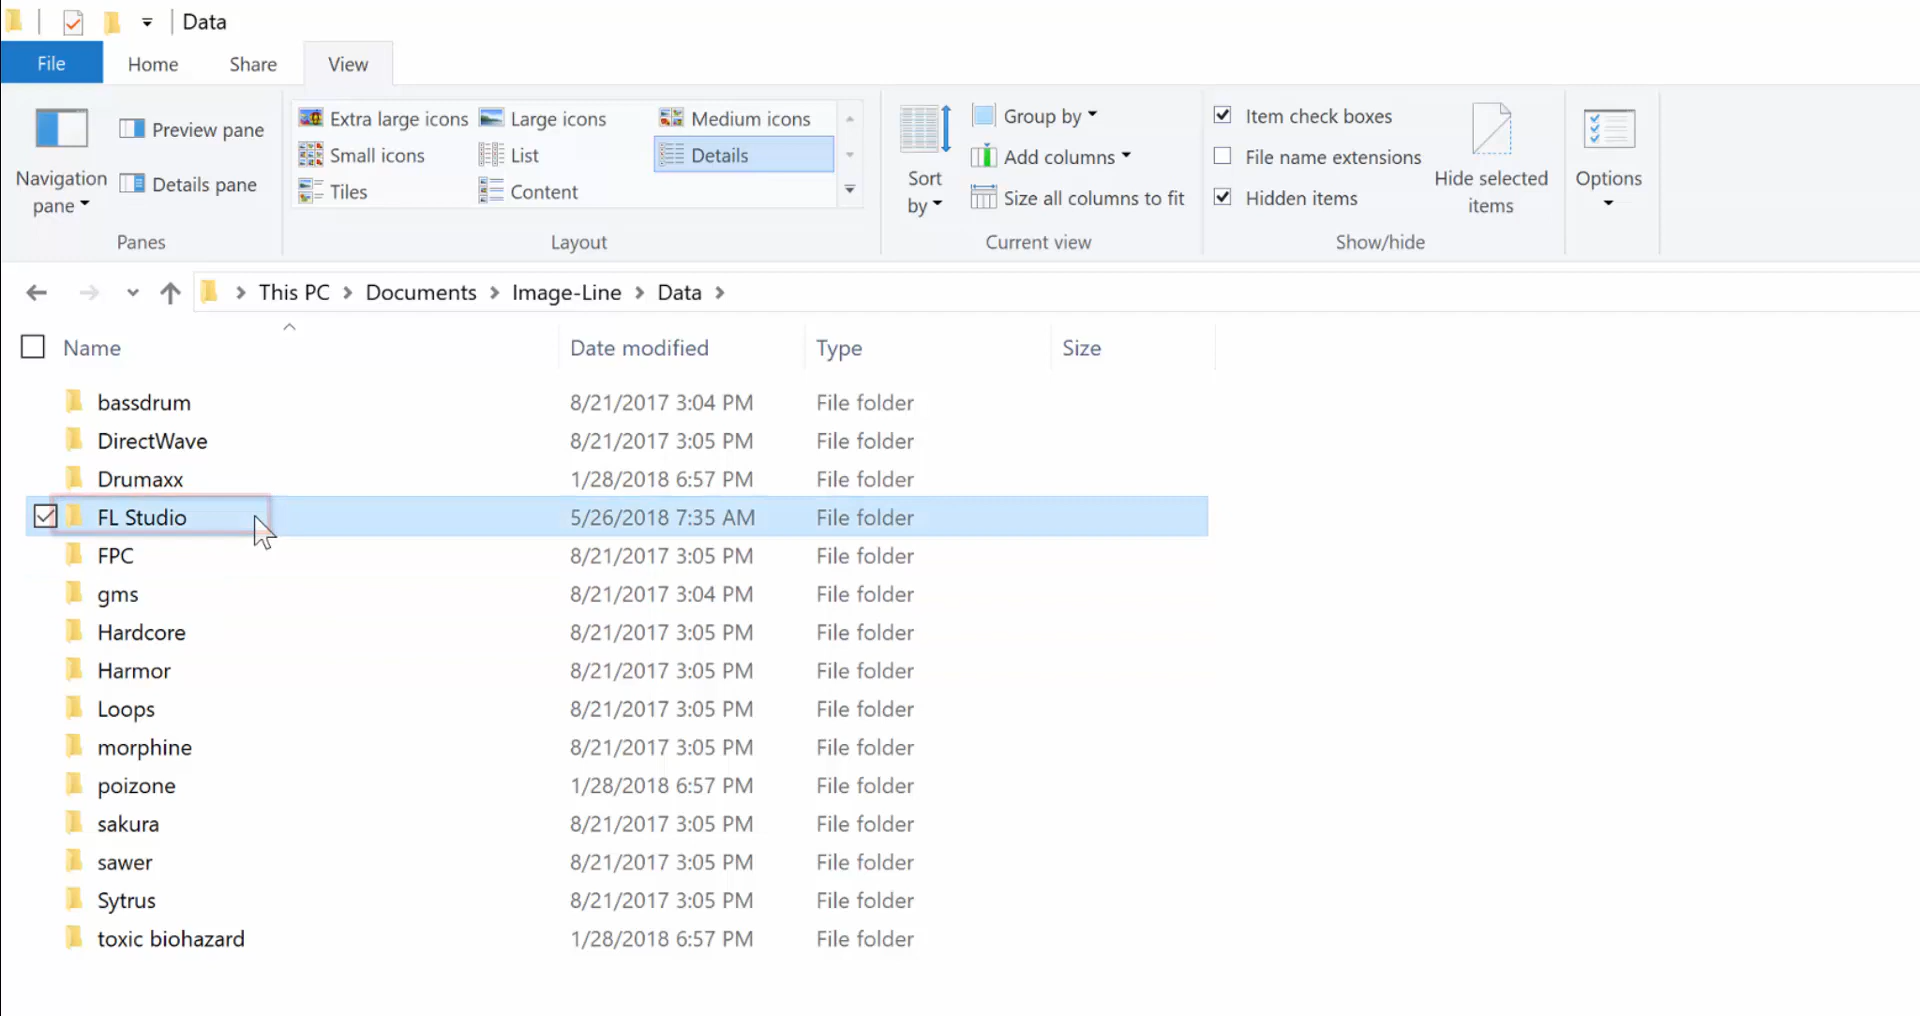 Data
File Home Share View
Navigation pane
Preview pane
Details pane
Panes
Extra large icons Large icons Medium icons
Small icons List Details
Tiles Content
Layout
Sort by
Group by
Add columns
Size all columns to fit
Current view
Item check boxes
File name extensions
Hidden items
Hide selected items
Show/hide
Options
This PC > Documents > Image-Line > Data >
Name Date modified Type Size
bassdrum 8/21/2017 3:04 PM File folder
DirectWave 8/21/2017 3:05 PM File folder
Drumaxx 1/28/2018 6:57 PM File folder
FL Studio 5/26/2018 7:35 AM File folder
FPC 8/21/2017 3:05 PM File folder
gms 8/21/2017 3:04 PM File folder
Hardcore 8/21/2017 3:05 PM File folder
Harmor 8/21/2017 3:05 PM File folder
Loops 8/21/2017 3:05 PM File folder
morphine 8/21/2017 3:05 PM File folder
poizone 1/28/2018 6:57 PM File folder
sakura 8/21/2017 3:05 PM File folder
sawer 8/21/2017 3:05 PM File folder
Sytrus 8/21/2017 3:05 PM File folder
toxic biohazard 1/28/2018 6:57 PM File folder